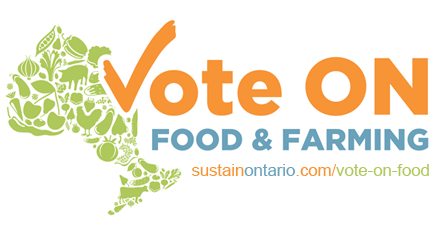 Vote ON
FOOD & FARMING
sustainontario.com/vote-on-food